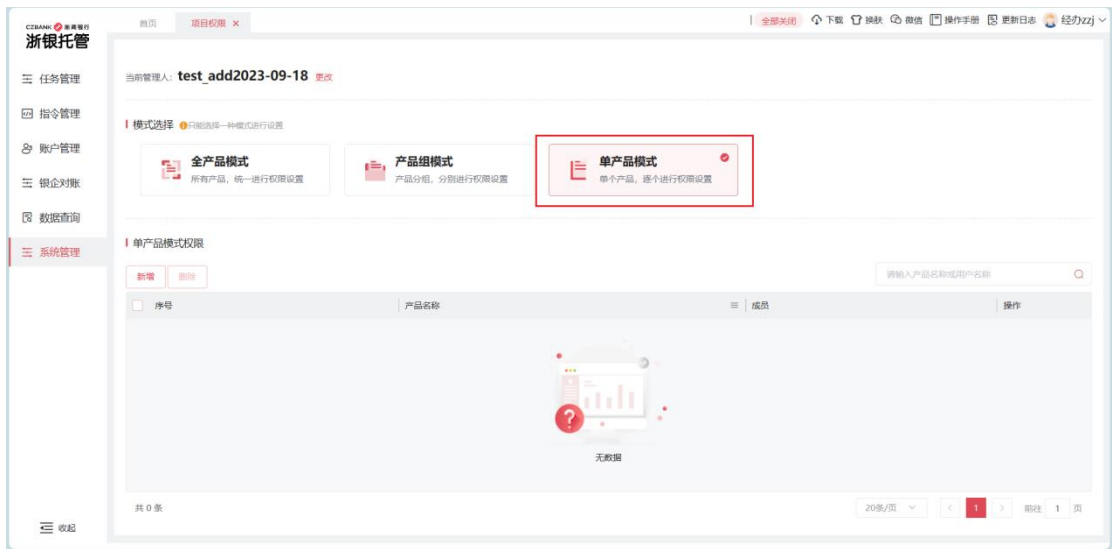 CZBANK 浙商银行
浙银托管
首页 项目权限 ×
全部关闭 下载 换肤 微信 操作手册 更新日志 经办zzj
任务管理
指令管理
账户管理
银企对账
数据查询
系统管理
收起
当前管理人: test_add2023-09-18 更改
模式选择 只能选择一种模式进行设置
全产品模式
所有产品，统一进行权限设置
产品组模式
产品分组，分别进行权限设置
单产品模式
单个产品，逐个进行权限设置
单产品模式权限
新增 删除
请输入产品名称或用户名称
序号 产品名称 成员 操作
无数据
共 0 条
20条/页 < 1 > 前往 1 页